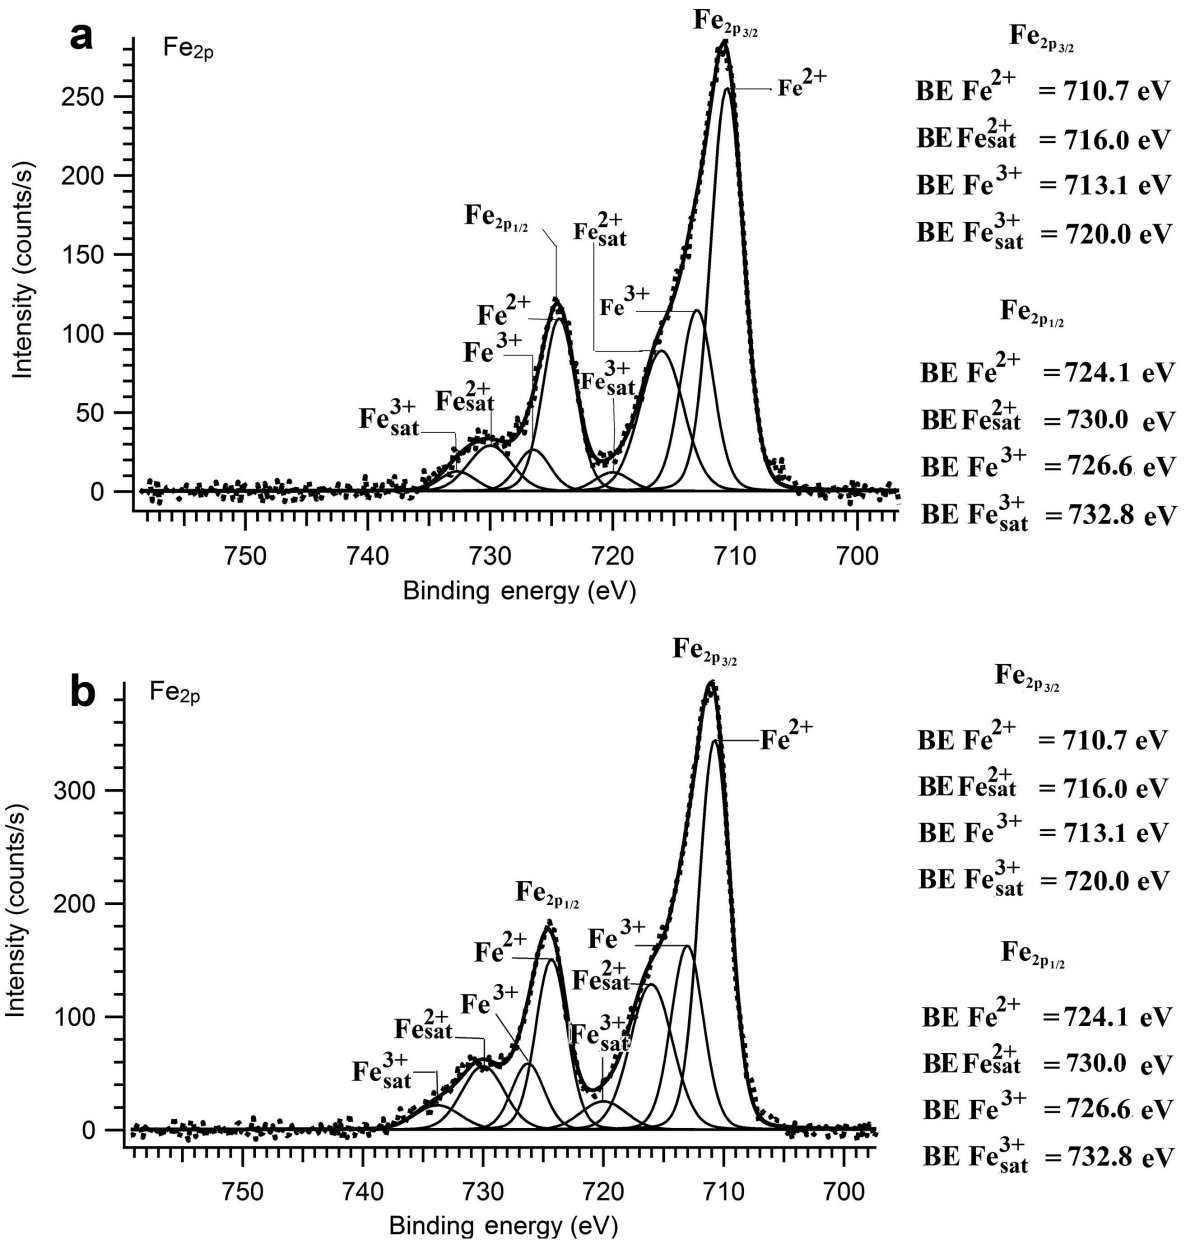 a
Fe2p
Fe2p3/2
Fe2+
Fe2p1/2
Fe2+sat
Fe3+
Fe2+
Fe3+
Fe3+sat
Fe2+sat
Fe3+sat
Intensity (counts/s)
250
200
150
100
50
0
750 740 730 720 710 700
Binding energy (eV)
Fe2p3/2
BE Fe2+ = 710.7 eV
BE Fe2+sat = 716.0 eV
BE Fe3+ = 713.1 eV
BE Fe3+sat = 720.0 eV
Fe2p1/2
BE Fe2+ = 724.1 eV
BE Fe2+sat = 730.0 eV
BE Fe3+ = 726.6 eV
BE Fe3+sat = 732.8 eV
b
Fe2p
Fe2p3/2
Fe2+
Fe2p1/2
Fe3+
Fe2+
Fe2+sat
Fe3+
Fe2+sat
Fe3+sat
Fe3+sat
Intensity (counts/s)
300
200
100
0
750 740 730 720 710 700
Binding energy (eV)
Fe2p3/2
BE Fe2+ = 710.7 eV
BE Fe2+sat = 716.0 eV
BE Fe3+ = 713.1 eV
BE Fe3+sat = 720.0 eV
Fe2p1/2
BE Fe2+ = 724.1 eV
BE Fe2+sat = 730.0 eV
BE Fe3+ = 726.6 eV
BE Fe3+sat = 732.8 eV